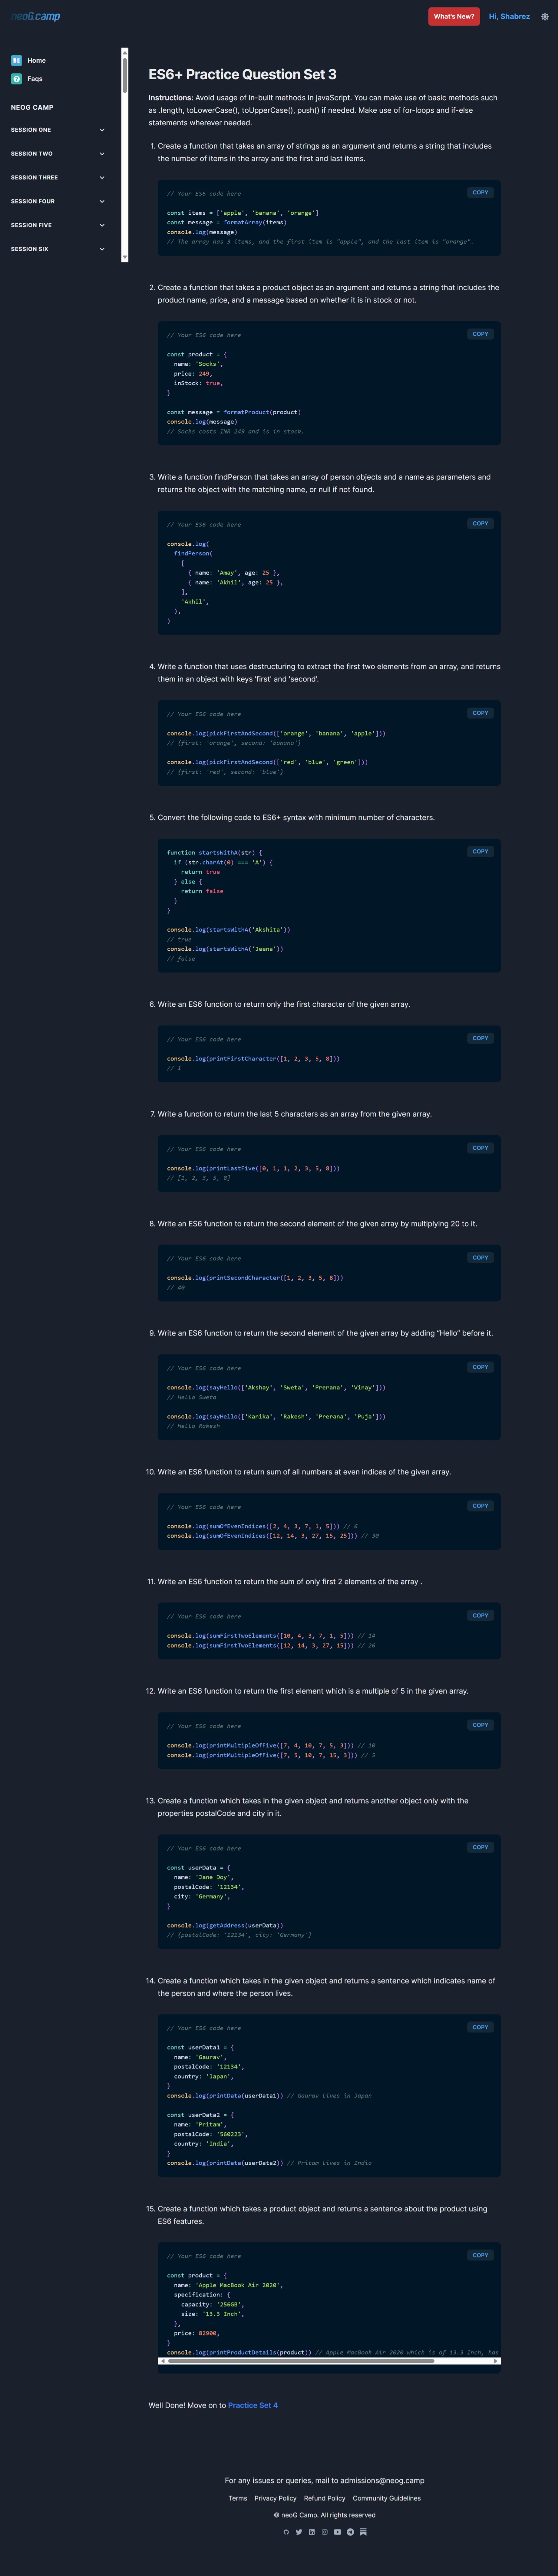 neoG.camp
What's New?
Hi, Shabrez
Home
Faqs
NEOG CAMP
SESSION ONE
SESSION TWO
SESSION THREE
SESSION FOUR
SESSION FIVE
SESSION SIX
ES6+ Practice Question Set 3
Instructions: Avoid usage of in-built methods in javaScript. You can make use of basic methods such
as .length, toLowerCase(), toUpperCase(), push() if needed. Make use of for-loops and if-else
statements wherever needed.
1. Create a function that takes an array of strings as an argument and returns a string that includes
the number of items in the array and the first and last items.
COPY
// Your ES6 code here
const items = ['apple', 'banana', 'orange']
const message = formatArray(items)
console.log(message)
// The array has 3 items, and the first item is "apple", and the last item is "orange".
2. Create a function that takes a product object as an argument and returns a string that includes the
product name, price, and a message based on whether it is in stock or not.
COPY
// Your ES6 code here
const product = {
name: 'Socks',
price: 249,
inStock: true,
}
const message = formatProduct(product)
console.log(message)
// Socks costs INR 249 and is in stock.
3. Write a function findPerson that takes an array of person objects and a name as parameters and
returns the object with the matching name, or null if not found.
COPY
// Your ES6 code here
console.log(
findPerson(
[
{ name: 'Amay', age: 25 },
{ name: 'Akhil', age: 25 },
],
'Akhil',
),
)
4. Write a function that uses destructuring to extract the first two elements from an array, and returns
them in an object with keys 'first' and 'second'.
COPY
// Your ES6 code here
console.log(pickFirstAndSecond(['orange', 'banana', 'apple']))
// {first: 'orange', second: 'banana'}
console.log(pickFirstAndSecond(['red', 'blue', 'green']))
// {first: 'red', second: 'blue'}
5. Convert the following code to ES6+ syntax with minimum number of characters.
COPY
function startsWithA(str) {
if (str.charAt(0) === 'A') {
return true
} else {
return false
}
}
console.log(startsWithA('Akshita'))
// true
console.log(startsWithA('Jeena'))
// false
6. Write an ES6 function to return only the first character of the given array.
COPY
// Your ES6 code here
console.log(printFirstCharacter([1, 2, 3, 5, 8]))
// 1
7. Write a function to return the last 5 characters as an array from the given array.
COPY
// Your ES6 code here
console.log(printLastFive([0, 1, 1, 2, 3, 5, 8]))
// [1, 2, 3, 5, 8]
8. Write an ES6 function to return the second element of the given array by multiplying 20 to it.
COPY
// Your ES6 code here
console.log(printSecondCharacter([1, 2, 3, 5, 8]))
// 40
9. Write an ES6 function to return the second element of the given array by adding “Hello” before it.
COPY
// Your ES6 code here
console.log(sayHello(['Akshay', 'Sweta', 'Prerana', 'Vinay']))
// Hello Sweta
console.log(sayHello(['Kanika', 'Rakesh', 'Prerana', 'Puja']))
// Hello Rakesh
10. Write an ES6 function to return sum of all numbers at even indices of the given array.
COPY
// Your ES6 code here
console.log(sumOfEvenIndices([2, 4, 3, 7, 1, 5])) // 6
console.log(sumOfEvenIndices([12, 14, 3, 27, 15, 25])) // 30
11. Write an ES6 function to return the sum of only first 2 elements of the array .
COPY
// Your ES6 code here
console.log(sumFirstTwoElements([10, 4, 3, 7, 1, 5])) // 14
console.log(sumFirstTwoElements([12, 14, 3, 27, 15])) // 26
12. Write an ES6 function to return the first element which is a multiple of 5 in the given array.
COPY
// Your ES6 code here
console.log(printMultipleOfFive([7, 4, 10, 7, 5, 3])) // 10
console.log(printMultipleOfFive([7, 5, 10, 7, 15, 3])) // 5
13. Create a function which takes in the given object and returns another object only with the
properties postalCode and city in it.
COPY
// Your ES6 code here
const userData = {
name: 'Jane Doy',
postalCode: '12134',
city: 'Germany',
}
console.log(getAddress(userData))
// {postalCode: '12134', city: 'Germany'}
14. Create a function which takes in the given object and returns a sentence which indicates name of
the person and where the person lives.
COPY
// Your ES6 code here
const userData1 = {
name: 'Gaurav',
postalCode: '12134',
country: 'Japan',
}
console.log(printData(userData1)) // Gaurav lives in Japan
const userData2 = {
name: 'Pritam',
postalCode: '560223',
country: 'India',
}
console.log(printData(userData2)) // Pritam lives in India
15. Create a function which takes a product object and returns a sentence about the product using
ES6 features.
COPY
// Your ES6 code here
const product = {
name: 'Apple MacBook Air 2020',
specification: {
capacity: '256GB',
size: '13.3 Inch',
},
price: 82900,
}
console.log(printProductDetails(product)) // Apple MacBook Air 2020 which is of 13.3 Inch, has
Well Done! Move on to Practice Set 4
For any issues or queries, mail to admissions@neog.camp
Terms Privacy Policy Refund Policy Community Guidelines
© neoG Camp. All rights reserved